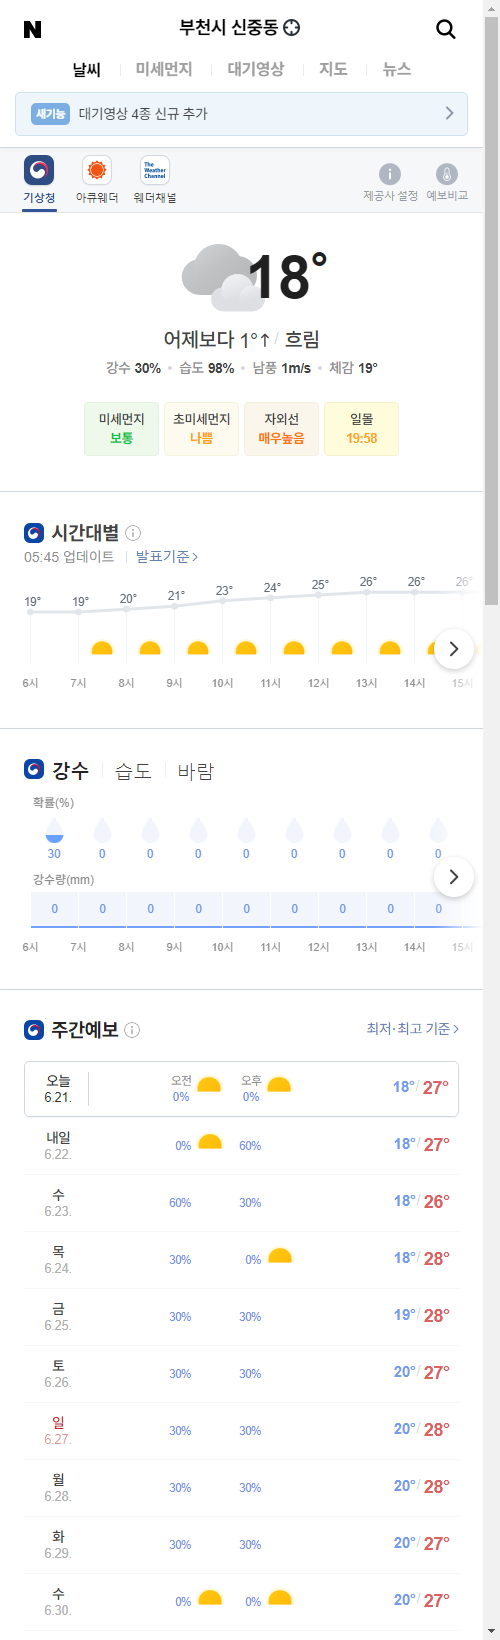 N 부천시 신중동
날씨 미세먼지 대기영상 지도 뉴스
새기능 대기영상 4종 신규 추가
The Weather Channel
기상청 아큐웨더 웨더채널 제공사 설정 예보비교
18°
어제보다 1°↑ / 흐림
강수 30% • 습도 98% • 남풍 1m/s • 체감 19°
미세먼지 초미세먼지 자외선 일몰
보통 나쁨 매우높음 19:58
시간대별
05:45 업데이트 발표기준 >
19° 19° 20° 21° 23° 24° 25° 26° 26° 26°
6시 7시 8시 9시 10시 11시 12시 13시 14시 15시
강수 습도 바람
확률(%)
30 0 0 0 0 0 0 0 0
강수량(mm)
0 0 0 0 0 0 0 0 0
6시 7시 8시 9시 10시 11시 12시 13시 14시 15시
주간예보 최저·최고 기준 >
오늘 오전 오후
6.21. 0% 0% 18° / 27°
내일
6.22. 0% 60% 18° / 27°
수
6.23. 60% 30% 18° / 26°
목
6.24. 30% 0% 18° / 28°
금
6.25. 30% 30% 19° / 28°
토
6.26. 30% 30% 20° / 27°
일
6.27. 30% 30% 20° / 28°
월
6.28. 30% 30% 20° / 28°
화
6.29. 30% 30% 20° / 27°
수
6.30. 0% 0% 20° / 27°